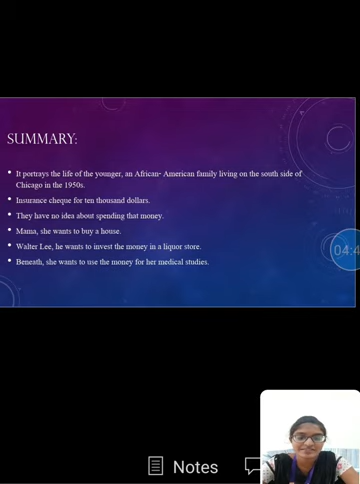 SUMMARY:
• It portrays the life of the younger, an African- American family living on the south side of
Chicago in the 1950s.
• Insurance cheque for ten thousand dollars.
• They have no idea about spending that money.
• Mama, she wants to buy a house.
• Walter Lee, he wants to invest the money in a liquor store.
• Beneath, she wants to use the money for her medical studies.
04:4
Notes